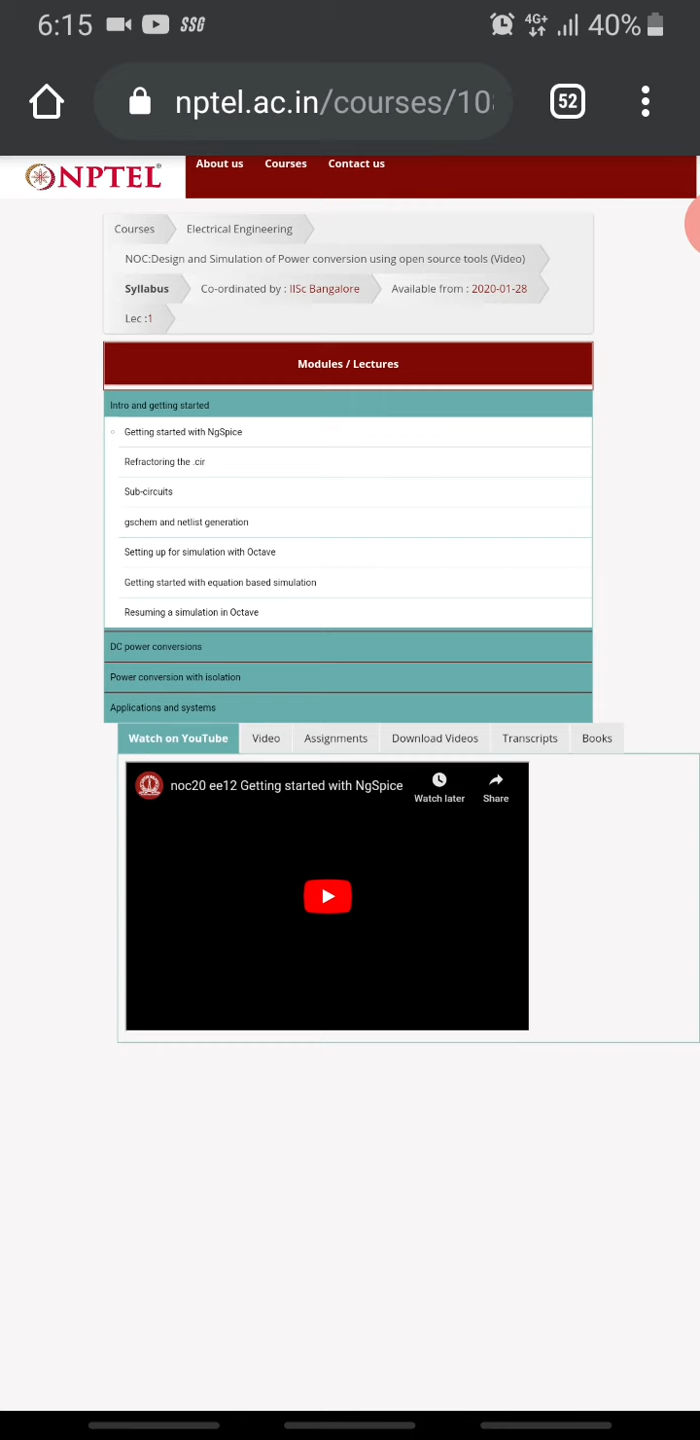 6:15 SSG 4G+ 40%
nptel.ac.in/courses/10 52
NPTEL® About us Courses Contact us
Courses Electrical Engineering
NOC:Design and Simulation of Power conversion using open source tools (Video)
Syllabus Co-ordinated by : IISc Bangalore Available from : 2020-01-28
Lec :1
Modules / Lectures
Intro and getting started
Getting started with NgSpice
Refractoring the .cir
Sub-circuits
gschem and netlist generation
Setting up for simulation with Octave
Getting started with equation based simulation
Resuming a simulation in Octave
DC power conversions
Power conversion with isolation
Applications and systems
Watch on YouTube Video Assignments Download Videos Transcripts Books
noc20 ee12 Getting started with NgSpice
Watch later Share